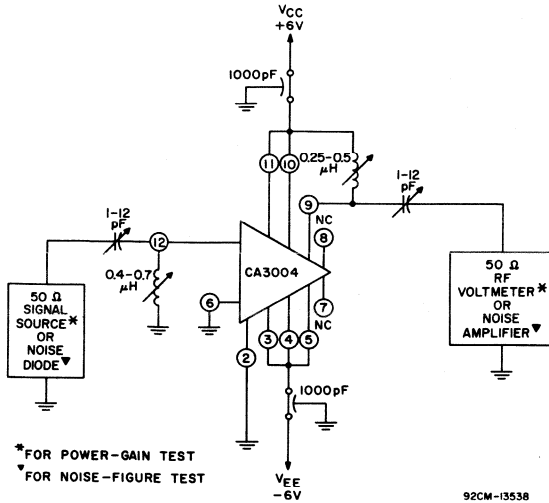 VCC
+6V
1000pF
11
10
0.25–0.5
μH
1–12
pF
9
NC
8
1–12
pF
12
CA3004
0.4–0.7
μH
6
7
NC
50 Ω
SIGNAL
SOURCE*
OR
NOISE
DIODE▼
50 Ω
RF
VOLTMETER*
OR
NOISE
AMPLIFIER▼
2
3
4
5
1000pF
*FOR POWER–GAIN TEST
▼FOR NOISE–FIGURE TEST
VEE
–6V
92CM–13538